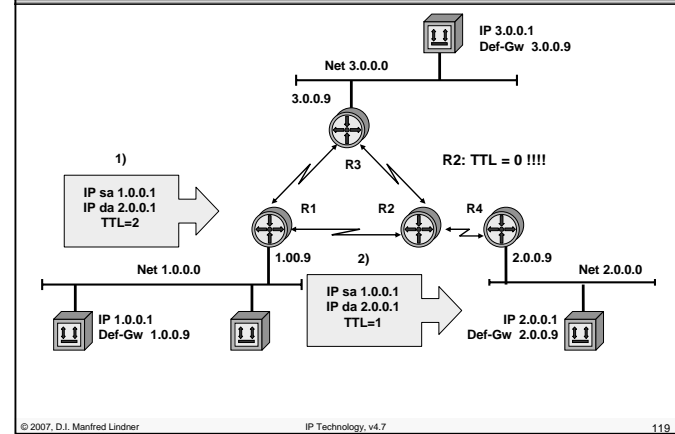 IP 3.0.0.1
Def-Gw 3.0.0.9
Net 3.0.0.0
3.0.0.9
R3
R2: TTL = 0 !!!!
1)
IP sa 1.0.0.1
IP da 2.0.0.1
TTL=2
R1
R2
R4
1.00.9
2.0.0.9
Net 1.0.0.0
2)
Net 2.0.0.0
IP sa 1.0.0.1
IP da 2.0.0.1
TTL=1
IP 1.0.0.1
Def-Gw 1.0.0.9
IP 2.0.0.1
Def-Gw 2.0.0.9
© 2007, D.I. Manfred Lindner
IP Technology, v4.7
119